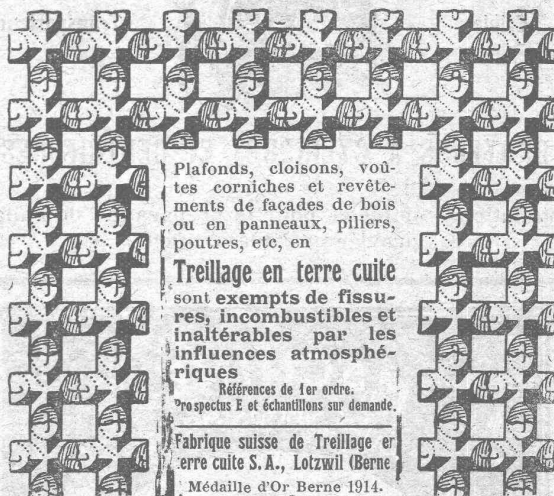 Plafonds, cloisons, voû-
tes corniches et revête-
ments de façades de bois
ou en panneaux, piliers,
poutres, etc, en
Treillage en terre cuite
sont exempts de fissu-
res, incombustibles et
inaltérables par les
influences atmosphé-
riques
Références de 1er ordre.
Prospectus E et échantillons sur demande.
Fabrique suisse de Treillage er
terre cuite S.A., Lotzwil (Berne
Médaille d'Or Berne 1914.